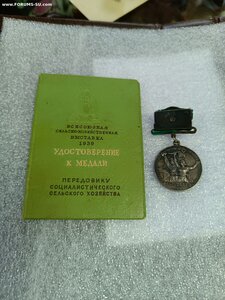 www.FORUMS-SU.com
ВСЕСОЮЗНАЯ
СЕЛЬСКОХОЗЯЙСТВЕННАЯ
ВЫСТАВКА
1939
УДОСТОВЕРЕНИЕ
К МЕДАЛИ
ПЕРЕДОВИКУ
СОЦИАЛИСТИЧЕСКОГО
СЕЛЬСКОГО ХОЗЯЙСТВА